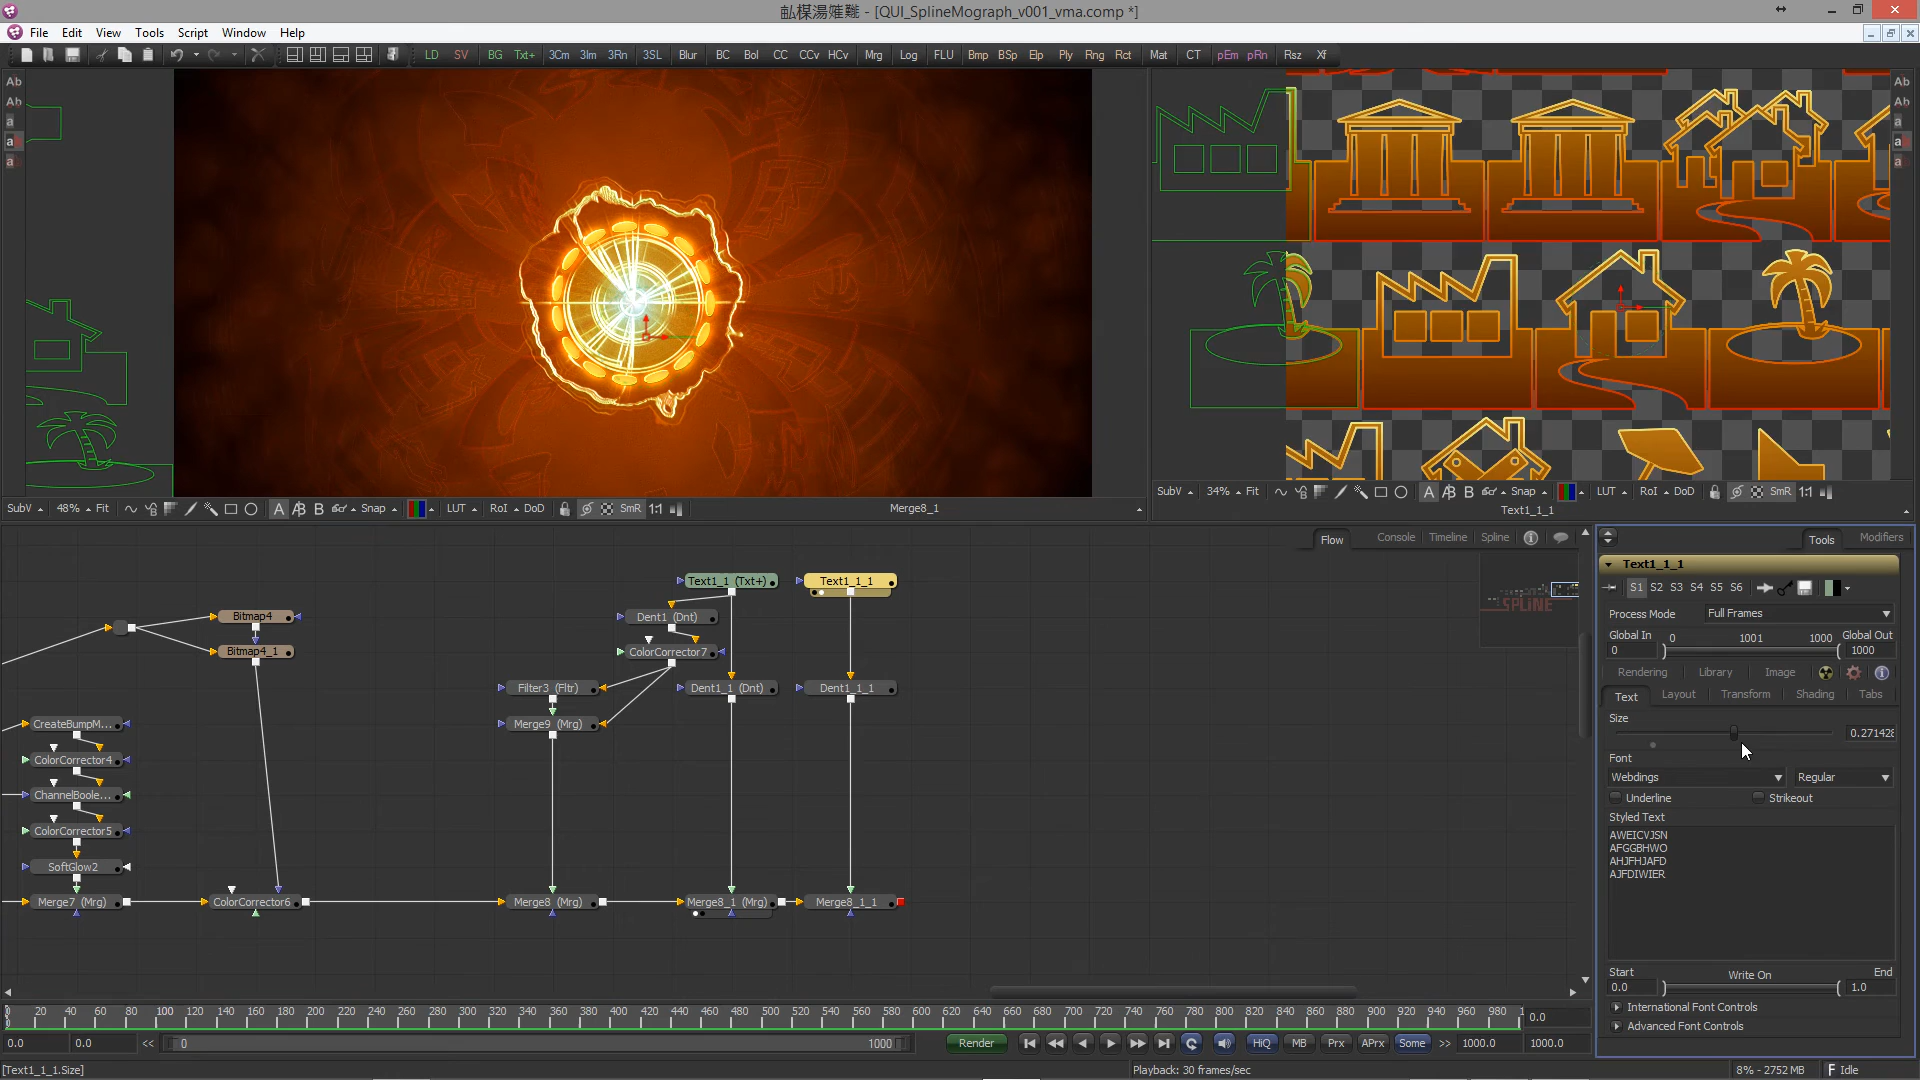 - [QUI_SplineMograph_v001_vma.comp *]
File Edit View Tools Script Window Help
LD SV BG Txt+ 3Cm 3Im 3Rn 3SL Blur BC Bol CC CCv HCv Mrg Log FLU Bmp BSp Elp Ply Rng Rct Mat CT pEm pRn Rsz Xf
Ab
Ab
a
a
a
Ab
Ab
a
a
a
SubV 48% Fit A B B Snap LUT RoI DoD SmR 1:1 Merge8_1
SubV 34% Fit A B B Snap LUT RoI DoD SmR 1:1
Text1_1_1
Flow Console Timeline Spline
Tools Modifiers
Text1_1_1
S1 S2 S3 S4 S5 S6
Process Mode Full Frames
Global In 0 1001 1000 Global Out
0 1000
Rendering Library Image
Text Layout Transform Shading Tabs
Size
0.271428
Font
Webdings Regular
Underline Strikeout
Styled Text
AWEICVJSN
AFGGBHWO
AHJFHJAFD
AJFDIWIER
Start Write On End
0.0 1.0
International Font Controls
Advanced Font Controls
Text1_1 (Txt+) Text1_1_1
Dent1 (Dnt)
Bitmap4
Bitmap4_1
ColorCorrector7
Filter3 (Fltr) Dent1_1 (Dnt) Dent1_1_1
CreateBumpM... Merge9 (Mrg)
ColorCorrector4
ChannelBoole...
ColorCorrector5
SoftGlow2
Merge7 (Mrg) ColorCorrector6 Merge8 (Mrg) Merge8_1 (Mrg) Merge8_1_1
SPLINE
0 20 40 60 80 100 120 140 160 180 200 220 240 260 280 300 320 340 360 380 400 420 440 460 480 500 520 540 560 580 600 620 640 660 680 700 720 740 760 780 800 820 840 860 880 900 920 940 960 980 0.0
0.0 0.0 << 0 1000 Render HiQ MB Prx APrx Some >> 1000.0 1000.0
[Text1_1_1.Size] Playback: 30 frames/sec 8% - 2752 MB Idle